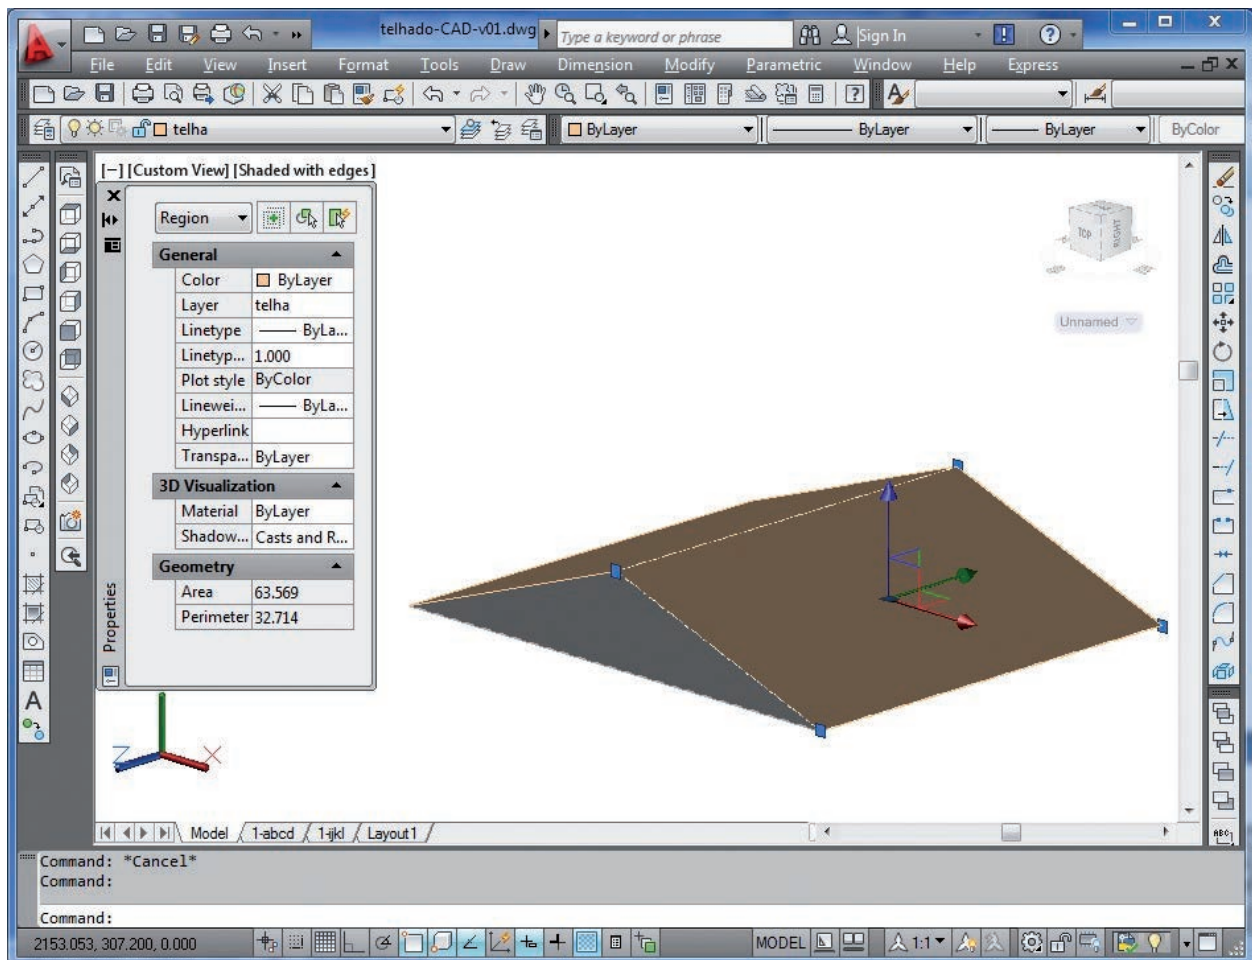 telhado-CAD-v01.dwg
Type a keyword or phrase
Sign In
File Edit View Insert Format Tools Draw Dimension Modify Parametric Window Help Express
telha
ByLayer ByLayer ByLayer ByColor
[−] [Custom View] [Shaded with edges]
Region
General
Color ByLayer
Layer telha
Linetype ByLa...
Linetyp... 1.000
Plot style ByColor
Linewei... ByLa...
Hyperlink
Transpa... ByLayer
3D Visualization
Material ByLayer
Shadow... Casts and R...
Geometry
Area 63.569
Perimeter 32.714
Properties
TOP RIGHT
Unnamed
Z X
A
Model 1-abcd 1-ijkl Layout1
ABC
Command: *Cancel*
Command:
Command:
2153.053, 307.200, 0.000
MODEL
1:1